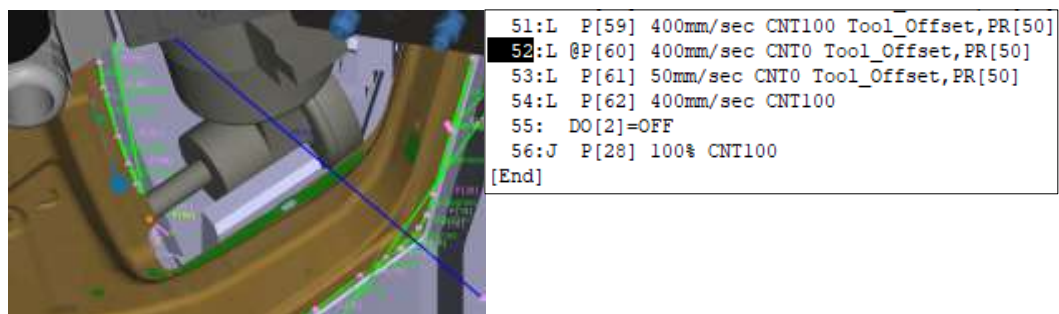 51:L P[59] 400mm/sec CNT100 Tool_Offset,PR[50]
52:L @P[60] 400mm/sec CNT0 Tool_Offset,PR[50]
53:L P[61] 50mm/sec CNT0 Tool_Offset,PR[50]
54:L P[62] 400mm/sec CNT100
55: DO[2]=OFF
56:J P[28] 100% CNT100
[End]